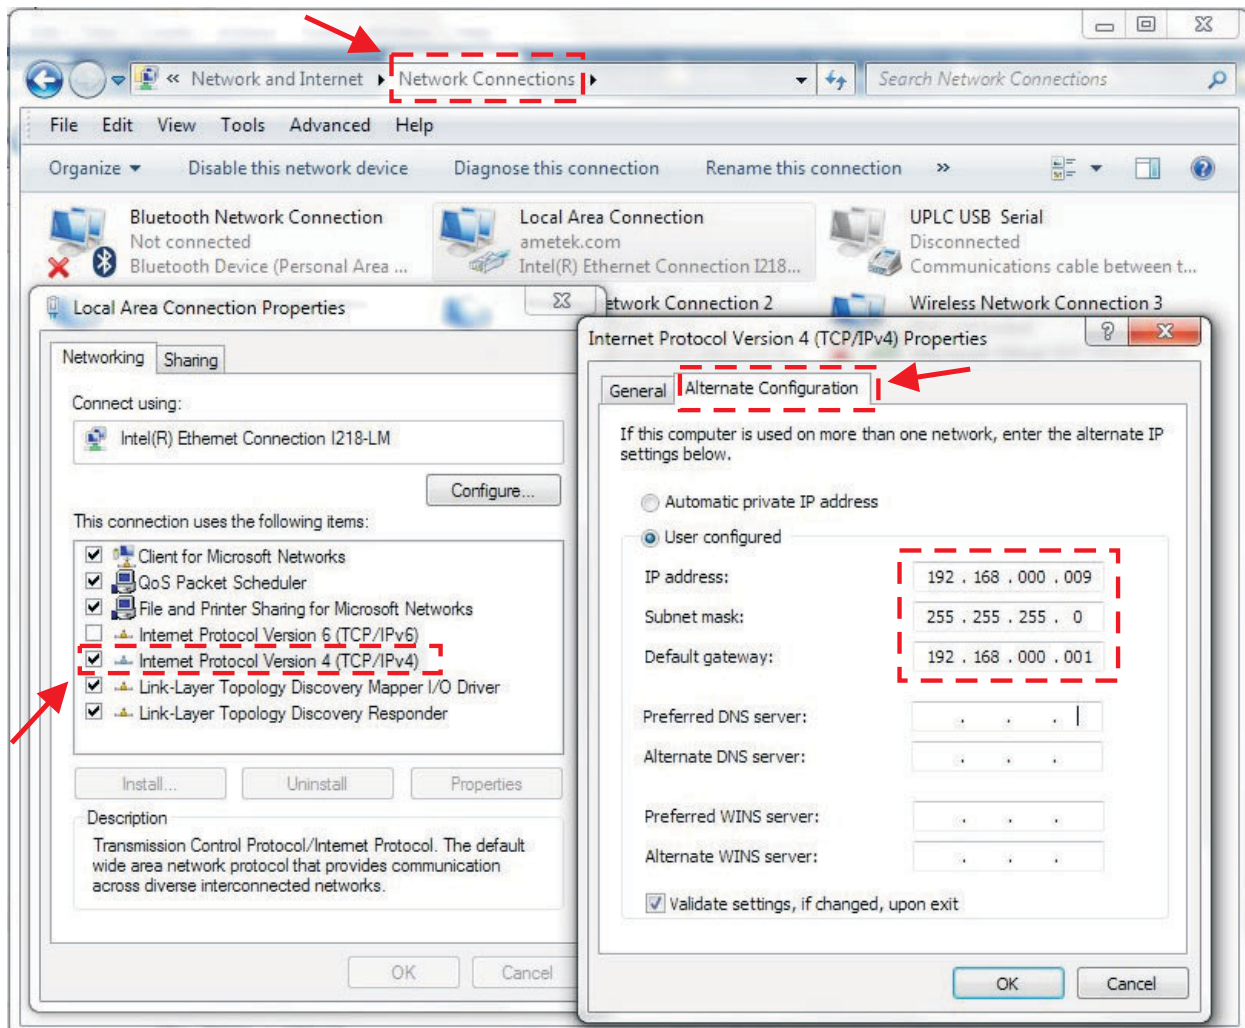 « Network and Internet Network Connections Search Network Connections
File Edit View Tools Advanced Help
Organize Disable this network device Diagnose this connection Rename this connection »
Bluetooth Network Connection
Not connected
Bluetooth Device (Personal Area ...
Local Area Connection
ametek.com
Intel(R) Ethernet Connection I218...
UPLC USB Serial
Disconnected
Communications cable between t...
etwork Connection 2
Wireless Network Connection 3
Local Area Connection Properties
Networking Sharing
Connect using:
Intel(R) Ethernet Connection I218-LM
Configure...
This connection uses the following items:
Client for Microsoft Networks
QoS Packet Scheduler
File and Printer Sharing for Microsoft Networks
Internet Protocol Version 6 (TCP/IPv6)
Internet Protocol Version 4 (TCP/IPv4)
Link-Layer Topology Discovery Mapper I/O Driver
Link-Layer Topology Discovery Responder
Install... Uninstall Properties
Description
Transmission Control Protocol/Internet Protocol. The default
wide area network protocol that provides communication
across diverse interconnected networks.
OK Cancel
Internet Protocol Version 4 (TCP/IPv4) Properties
General Alternate Configuration
If this computer is used on more than one network, enter the alternate IP
settings below.
Automatic private IP address
User configured
IP address: 192 . 168 . 000 . 009
Subnet mask: 255 . 255 . 255 . 0
Default gateway: 192 . 168 . 000 . 001
Preferred DNS server: . . .
Alternate DNS server: . . .
Preferred WINS server: . . .
Alternate WINS server: . . .
Validate settings, if changed, upon exit
OK Cancel